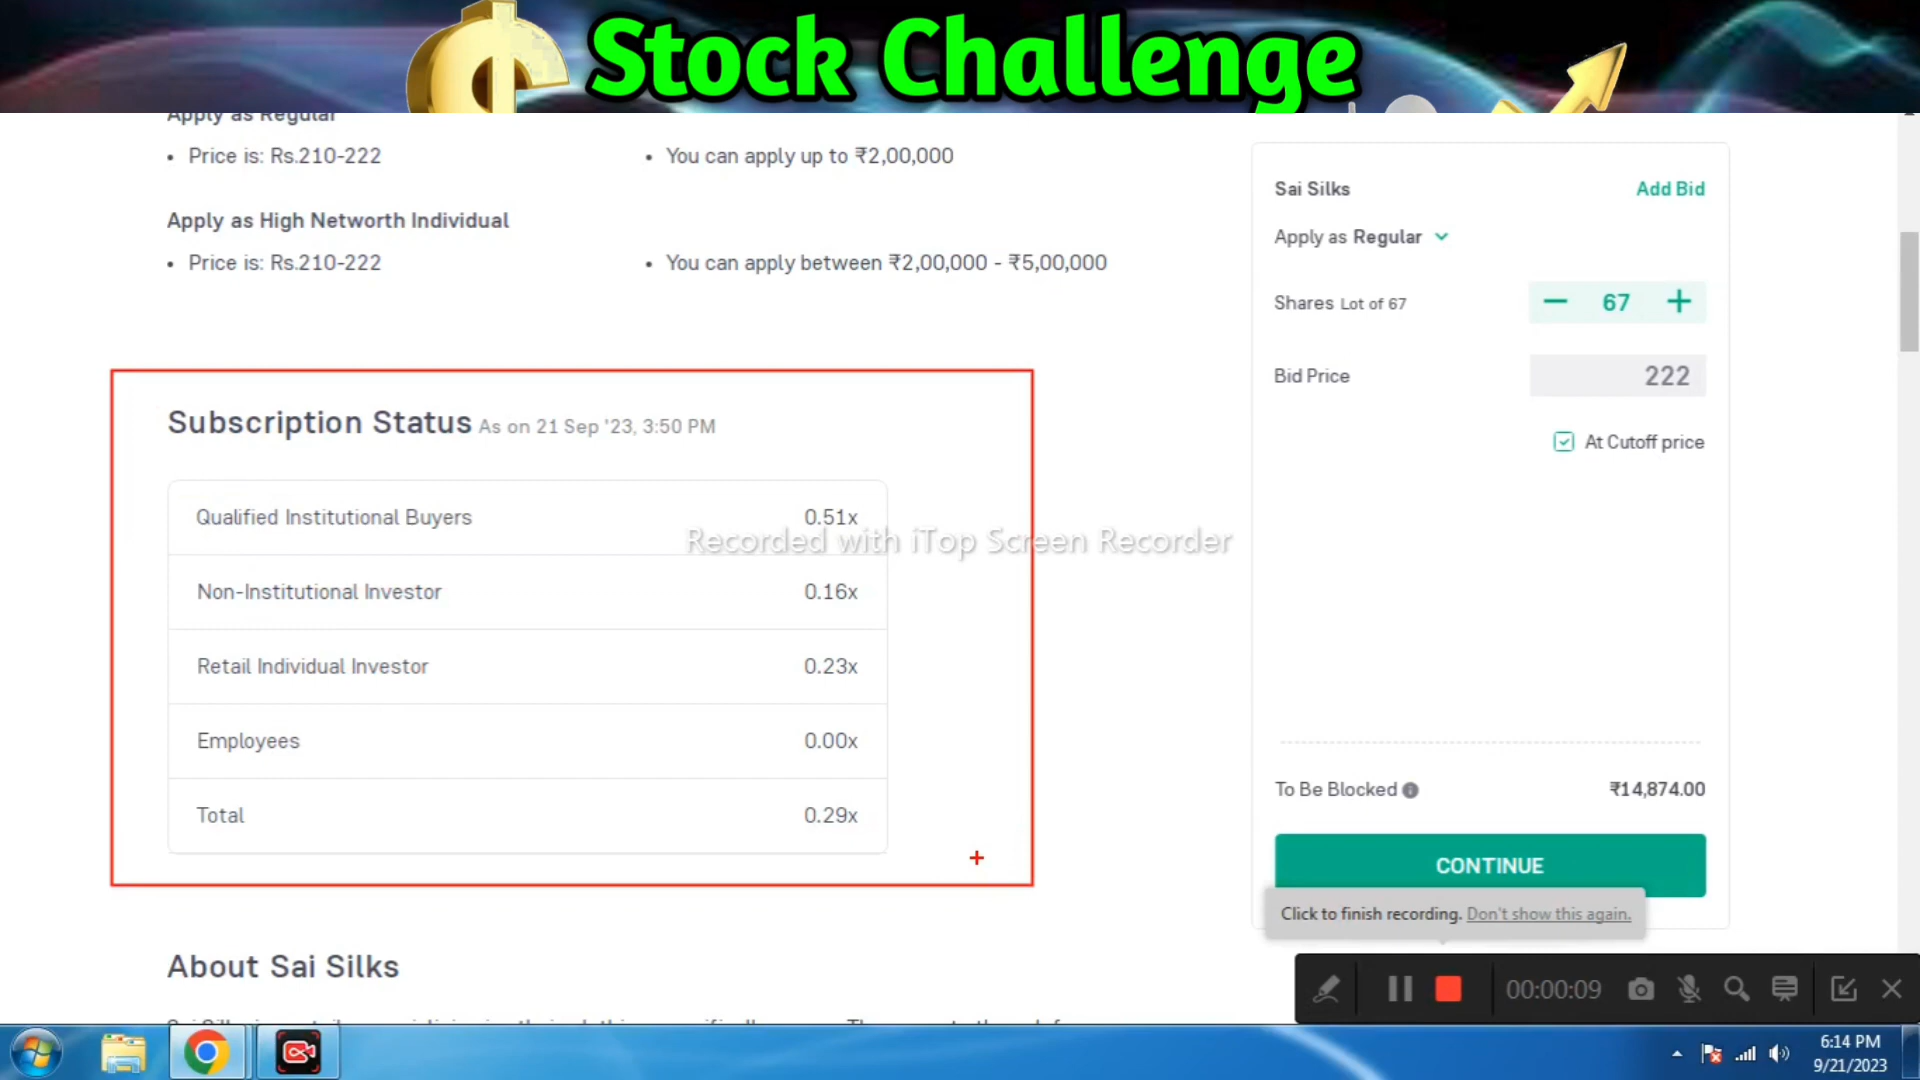 Stock Challenge
Apply as Regular
• Price is: Rs.210-222
• You can apply up to ₹2,00,000
Apply as High Networth Individual
• Price is: Rs.210-222
• You can apply between ₹2,00,000 - ₹5,00,000
Subscription Status As on 21 Sep '23, 3:50 PM
Qualified Institutional Buyers 0.51x
Non-Institutional Investor 0.16x
Retail Individual Investor 0.23x
Employees 0.00x
Total 0.29x
About Sai Silks
Recorded with iTop Screen Recorder
Sai Silks Add Bid
Apply as Regular
Shares Lot of 67 — 67 +
Bid Price 222
At Cutoff price
To Be Blocked ₹14,874.00
CONTINUE
Click to finish recording. Don't show this again.
00:00:09
6:14 PM
9/21/2023